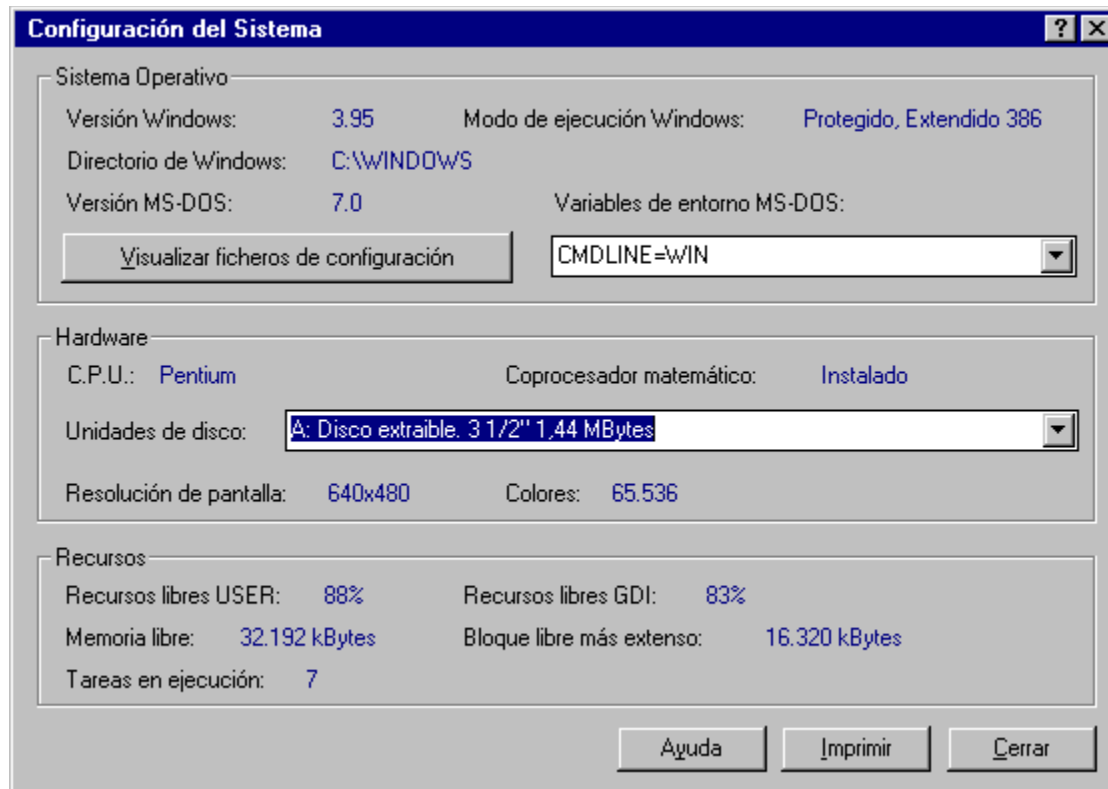 Configuración del Sistema
Sistema Operativo
Versión Windows: 3.95 Modo de ejecución Windows: Protegido, Extendido 386
Directorio de Windows: C:\WINDOWS
Versión MS-DOS: 7.0 Variables de entorno MS-DOS:
Visualizar ficheros de configuración CMDLINE=WIN
Hardware
C.P.U.: Pentium Coprocesador matemático: Instalado
Unidades de disco: A: Disco extraible. 3 1/2" 1,44 MBytes
Resolución de pantalla: 640x480 Colores: 65.536
Recursos
Recursos libres USER: 88% Recursos libres GDI: 83%
Memoria libre: 32.192 kBytes Bloque libre más extenso: 16.320 kBytes
Tareas en ejecución: 7
Ayuda Imprimir Cerrar